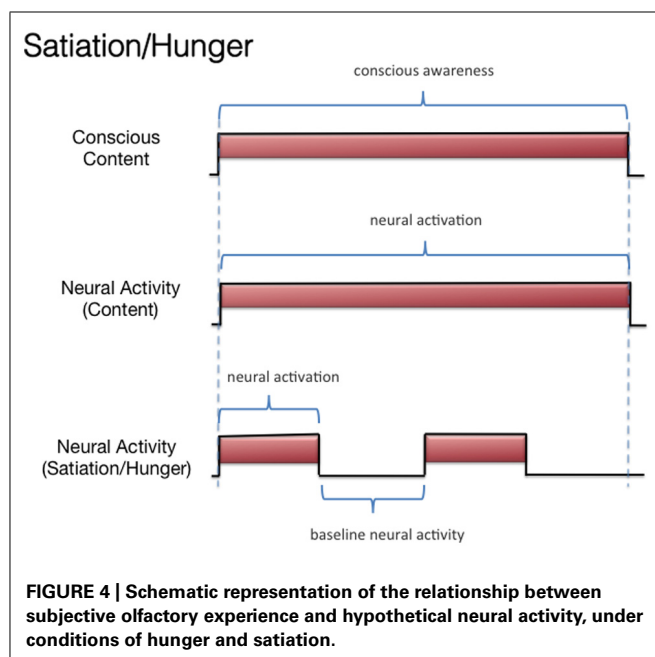 Satiation/Hunger
conscious awareness
Conscious
Content
neural activation
Neural Activity
(Content)
neural activation
Neural Activity
(Satiation/Hunger)
baseline neural activity
FIGURE 4 | Schematic representation of the relationship between
subjective olfactory experience and hypothetical neural activity, under
conditions of hunger and satiation.